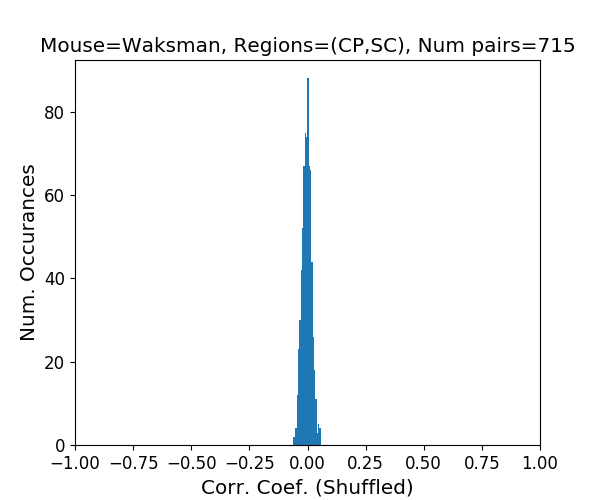 Mouse=Waksman, Regions=(CP,SC), Num pairs=715
Num. Occurances
80
60
40
20
0
−1.00 −0.75 −0.50 −0.25 0.00 0.25 0.50 0.75 1.00
Corr. Coef. (Shuffled)